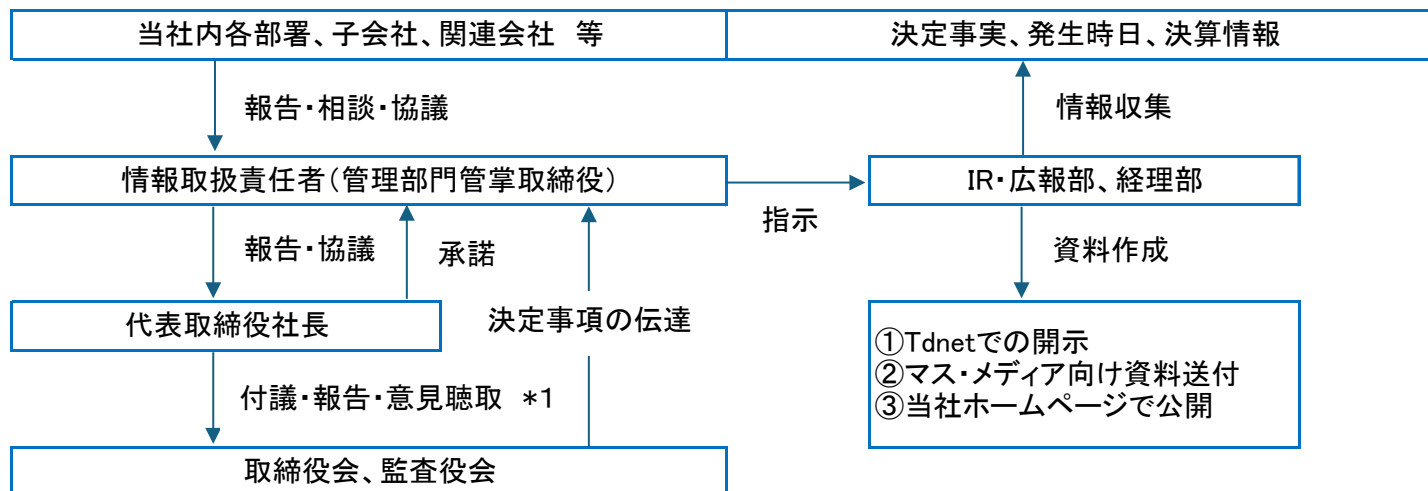 当社内各部署、子会社、関連会社　等
決定事実、発生時日、決算情報
報告・相談・協議
情報収集
情報取扱責任者（管理部門管掌取締役）
IR・広報部、経理部
指示
報告・協議
承諾
資料作成
代表取締役社長
決定事項の伝達
①Tdnetでの開示
②マス・メディア向け資料送付
③当社ホームページで公開
付議・報告・意見聴取　*1
取締役会、監査役会